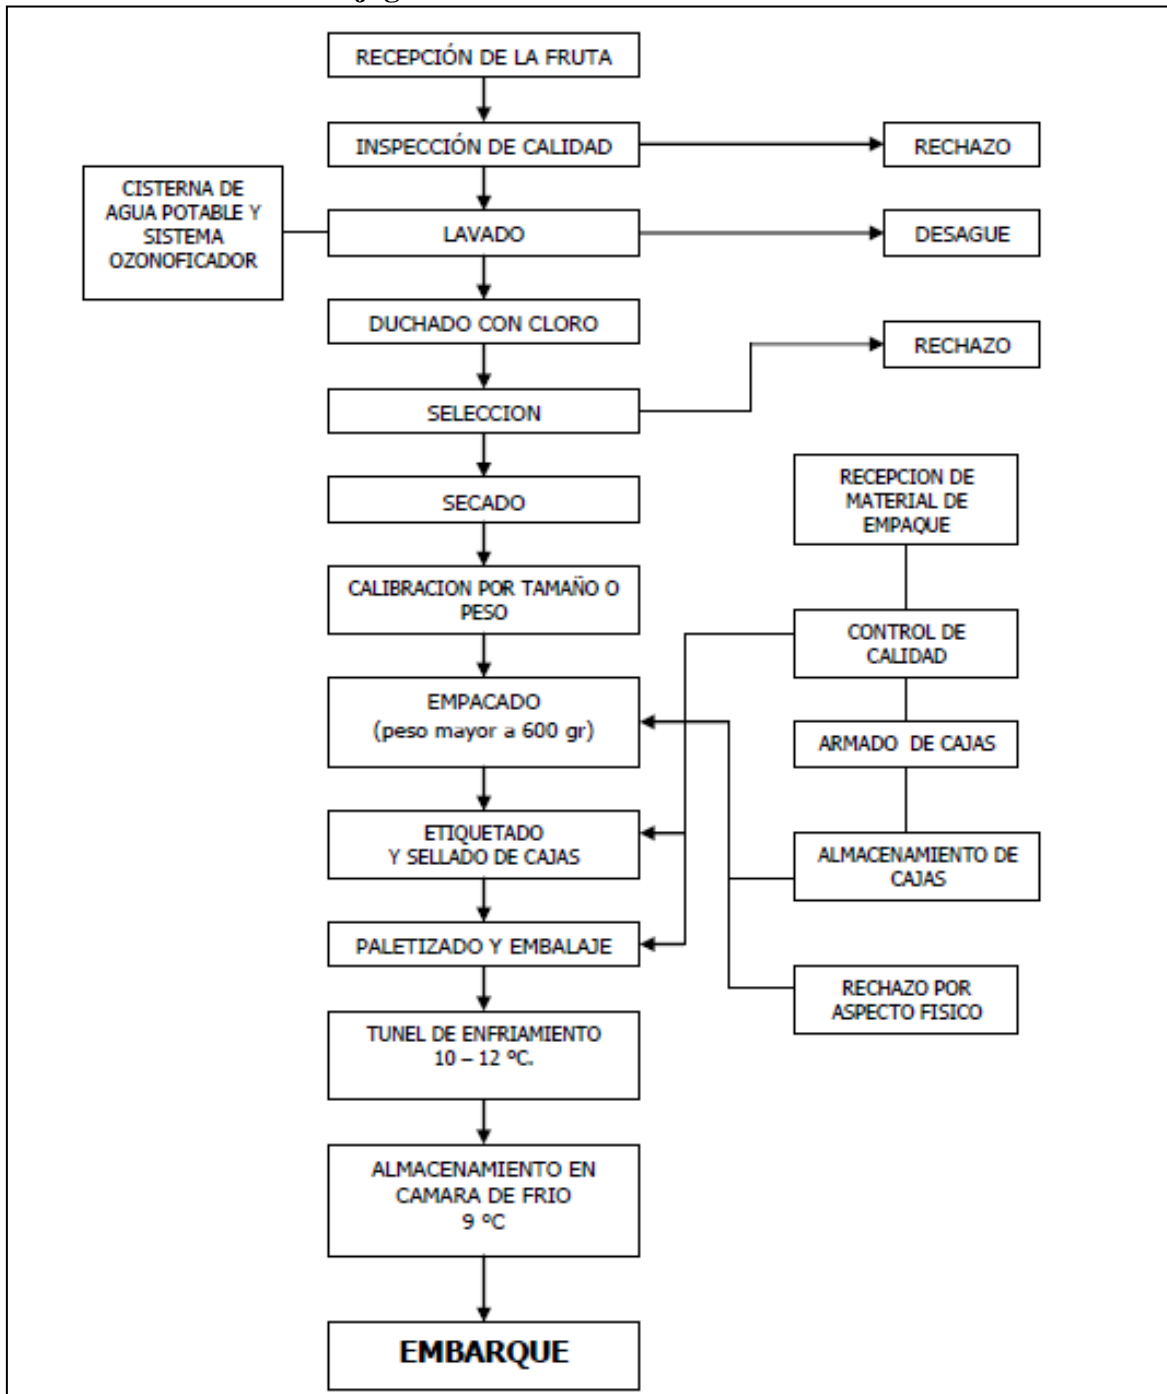 RECEPCIÓN DE LA FRUTA
INSPECCIÓN DE CALIDAD
RECHAZO
CISTERNA DE
AGUA POTABLE Y
SISTEMA
OZONOFICADOR
LAVADO
DESAGUE
DUCHADO CON CLORO
RECHAZO
SELECCION
SECADO
RECEPCION DE
MATERIAL DE
EMPAQUE
CALIBRACION POR TAMAÑO O
PESO
CONTROL DE
CALIDAD
EMPACADO
(peso mayor a 600 gr)
ARMADO DE CAJAS
ETIQUETADO
Y SELLADO DE CAJAS
ALMACENAMIENTO DE
CAJAS
PALETIZADO Y EMBALAJE
RECHAZO POR
ASPECTO FISICO
TUNEL DE ENFRIAMIENTO
10 – 12 ºC.
ALMACENAMIENTO EN
CAMARA DE FRIO
9 ºC
EMBARQUE